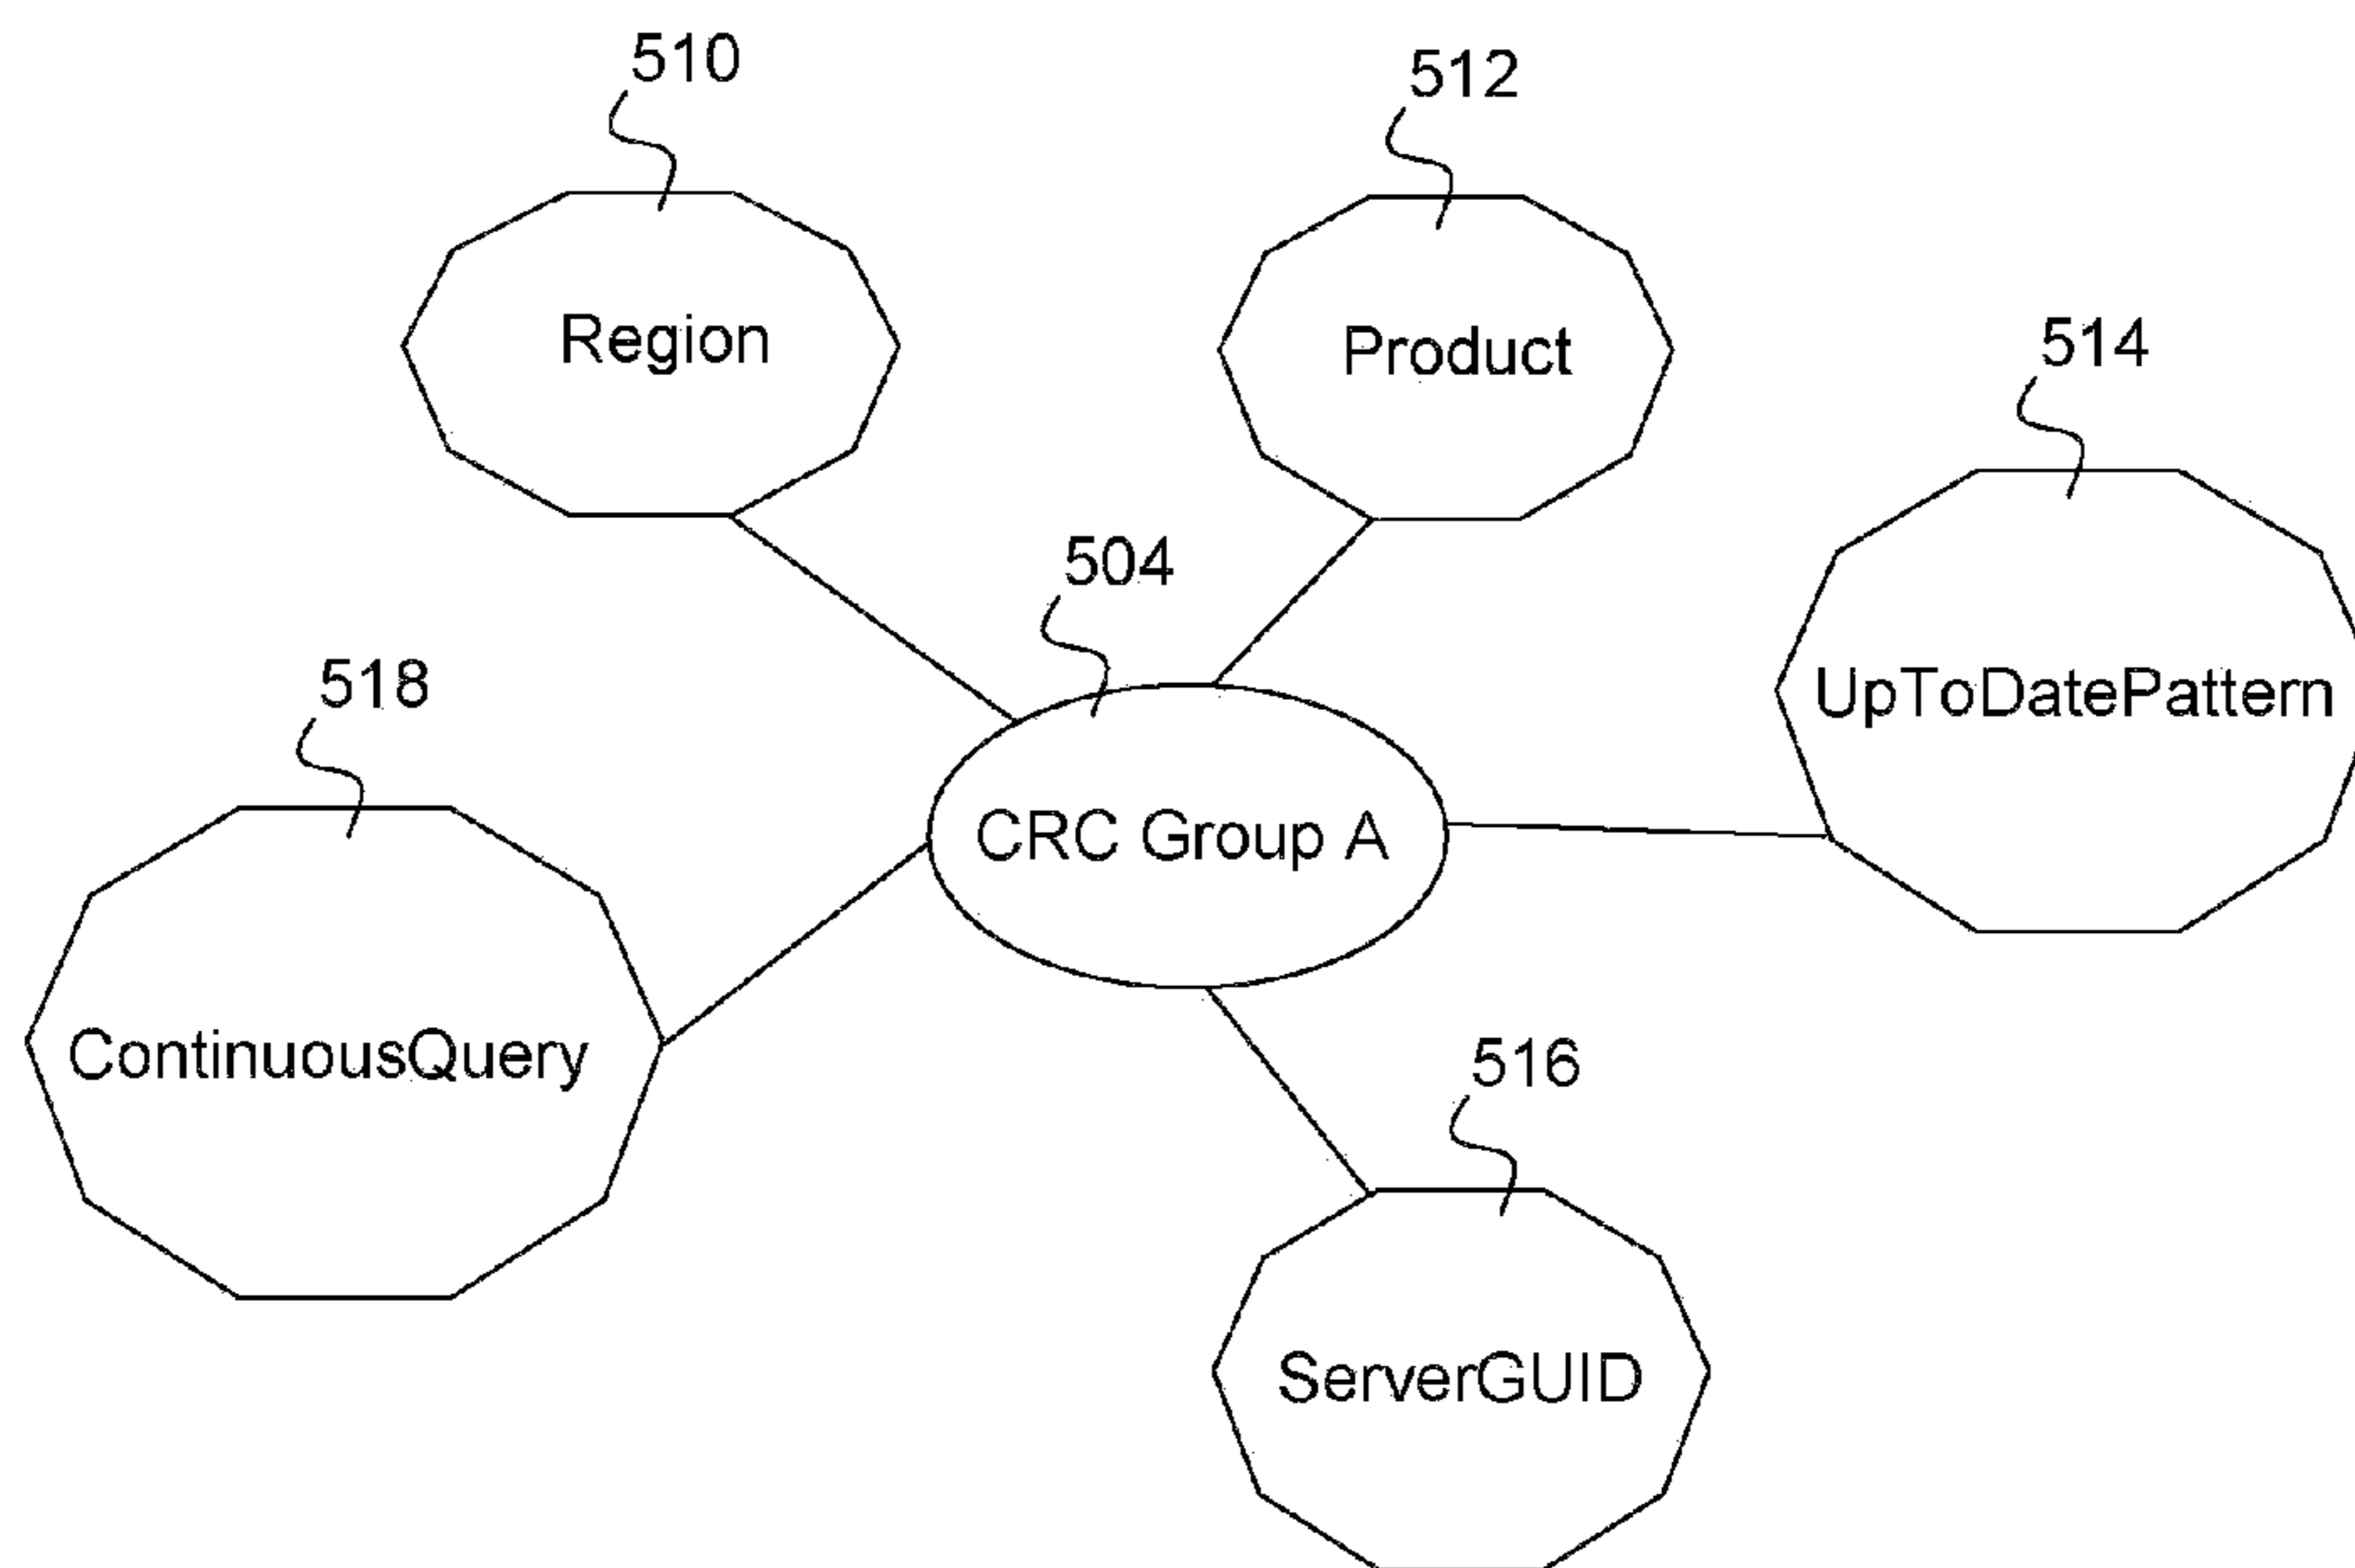 510
512
Region
Product
514
504
UpToDatePattern
518
CRC Group A
ContinuousQuery
516
ServerGUID